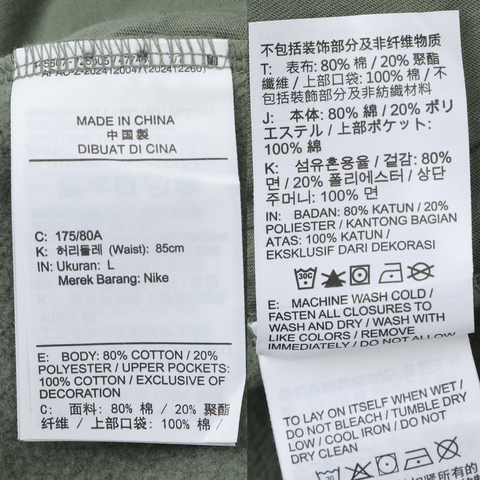 MADE IN CHINA
中国製
DIBUAT DI CINA
C: 175/80A
K: 허리둘레 (Waist): 85cm
IN: Ukuran: L
Merek Barang: Nike
E: BODY: 80% COTTON / 20%
POLYESTER / UPPER POCKETS:
100% COTTON / EXCLUSIVE OF
DECORATION
C: 面料: 80% 棉 / 20% 聚酯
纤维 / 上部口袋: 100% 棉 /
不包括装饰部分及非纤维物质
T: 表布: 80% 棉 / 20% 聚酯
纖維 / 上部口袋: 100% 棉 / 不
包括裝飾部分及非紡織材料
J: 本体: 80% 綿 / 20% ポリ
エステル / 上部ポケット:
100% 綿
K: 섬유혼용율 / 겉감: 80%
면 / 20% 폴리에스터 / 상단
주머니: 100% 면
IN: BADAN: 80% KATUN / 20%
POLIESTER / KANTONG BAGIAN
ATAS: 100% KATUN /
EKSKLUSIF DARI DEKORASI
E: MACHINE WASH COLD /
FASTEN ALL CLOSURES TO
WASH AND DRY / WASH WITH
LIKE COLORS / REMOVE
IMMEDIATELY / DO NOT ALLOW
TO LAY ON ITSELF WHEN WET /
DO NOT BLEACH / TUMBLE DRY
LOW / COOL IRON / DO NOT
DRY CLEAN